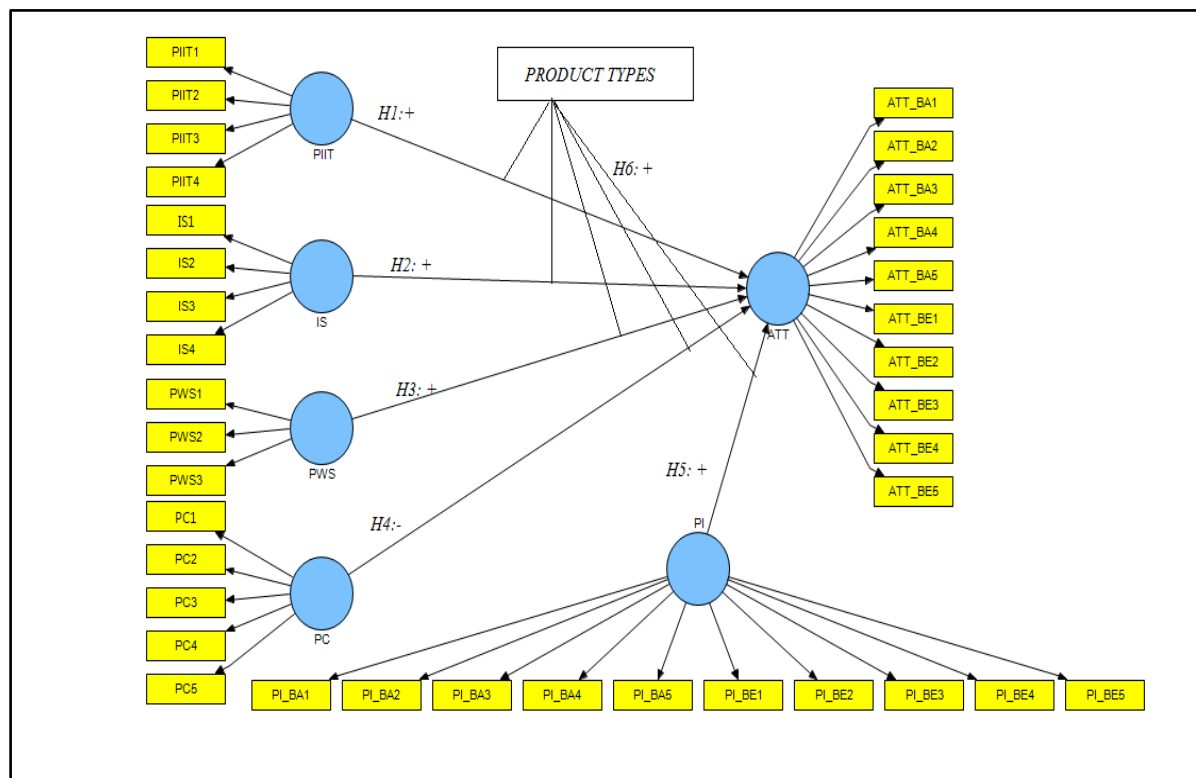 PIIT1
PIIT2
PIIT3
PIIT4
PIIT
IS1
IS2
IS3
IS4
IS
PWS1
PWS2
PWS3
PWS
PC1
PC2
PC3
PC4
PC5
PC
PRODUCT TYPES
H1:+
H2: +
H3: +
H4:-
H5: +
H6: +
ATT
ATT_BA1
ATT_BA2
ATT_BA3
ATT_BA4
ATT_BA5
ATT_BE1
ATT_BE2
ATT_BE3
ATT_BE4
ATT_BE5
PI
PI_BA1
PI_BA2
PI_BA3
PI_BA4
PI_BA5
PI_BE1
PI_BE2
PI_BE3
PI_BE4
PI_BE5